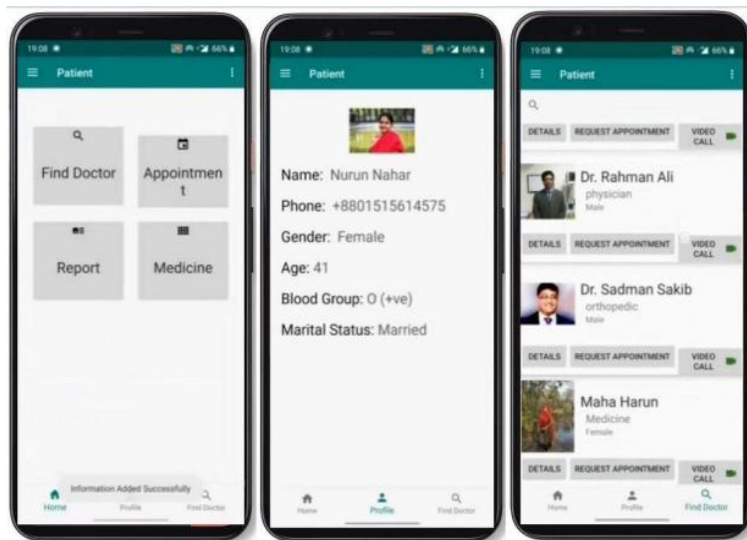 19:08 66%
Patient
Find Doctor
Appointmen
t
Report
Medicine
Information Added Successfully
Home Profile Find Doctor
19:08 66%
Patient
Name: Nurun Nahar
Phone: +8801515614575
Gender: Female
Age: 41
Blood Group: O (+ve)
Marital Status: Married
Home Profile Find Doctor
19:08 66%
Patient
DETAILS REQUEST APPOINTMENT VIDEO
CALL
Dr. Rahman Ali
physician
Male
DETAILS REQUEST APPOINTMENT VIDEO
CALL
Dr. Sadman Sakib
orthopedic
Male
DETAILS REQUEST APPOINTMENT VIDEO
CALL
Maha Harun
Medicine
Female
DETAILS REQUEST APPOINTMENT VIDEO
CALL
Home Profile Find Doctor